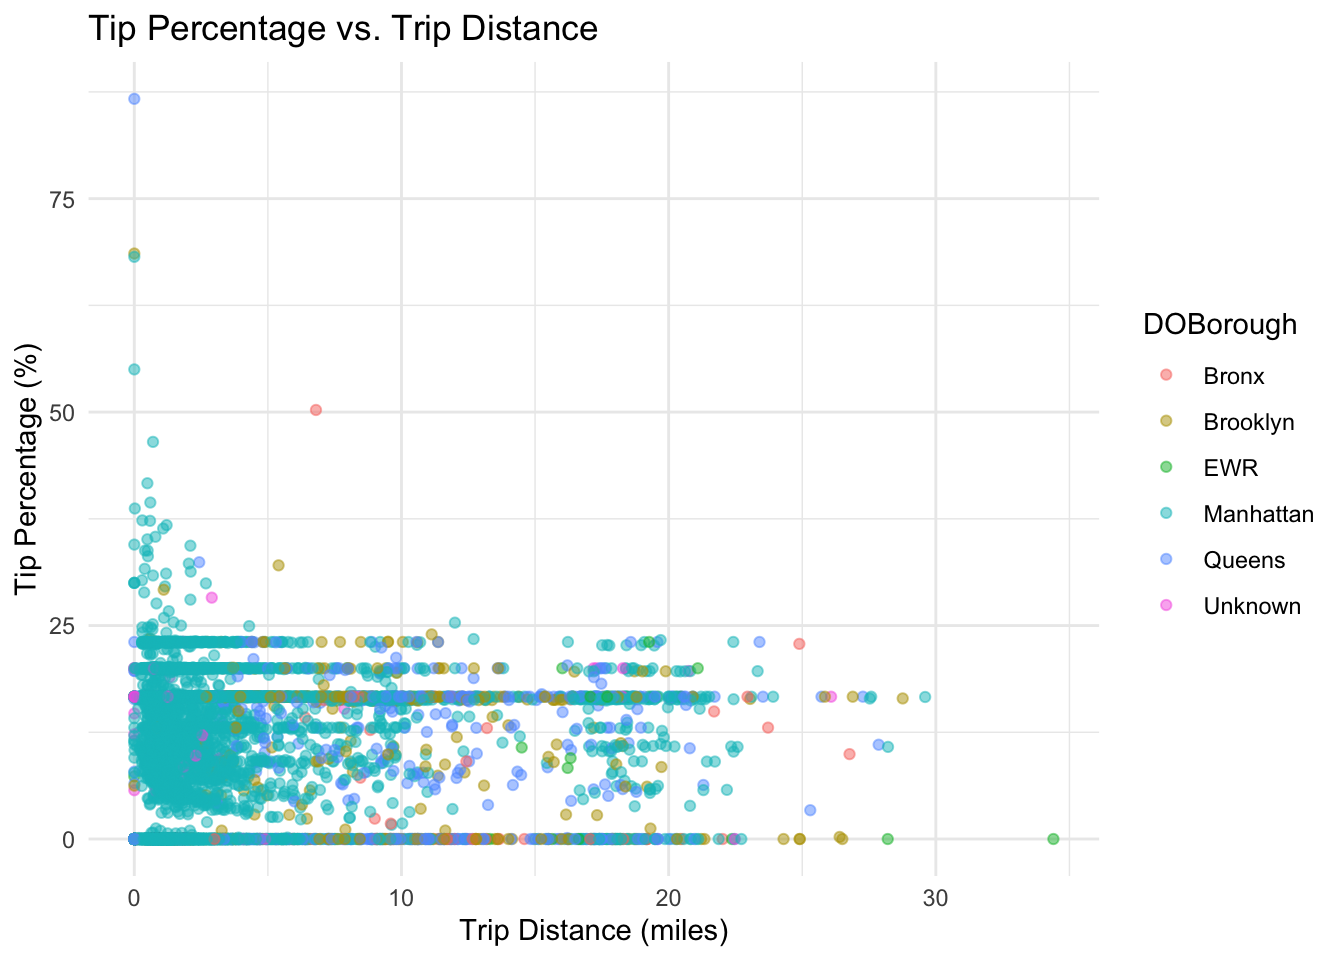 Tip Percentage vs. Trip Distance
Tip Percentage (%)
75
50
25
0
0 10 20 30
Trip Distance (miles)
DOBorough
Bronx
Brooklyn
EWR
Manhattan
Queens
Unknown